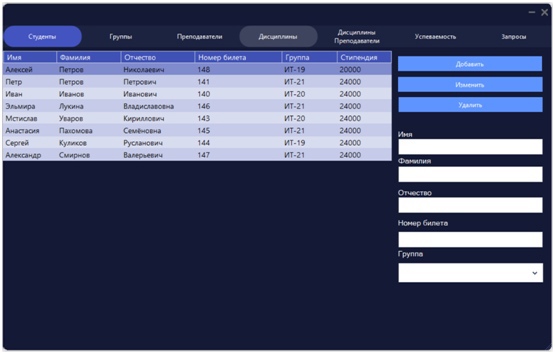 Студенты Группы Преподаватели Дисциплины Дисциплины Преподаватели Успеваемость Запросы
Имя Фамилия Отчество Номер билета Группа Стипендия
Алексей Петров Николаевич 148 ИТ-19 20000
Петр Петров Петрович 141 ИТ-21 24000
Иван Иванов Иванович 140 ИТ-20 24000
Эльмира Лукина Владиславовна 146 ИТ-21 24000
Мстислав Уваров Кириллович 143 ИТ-20 24000
Анастасия Пахомова Семёновна 145 ИТ-21 24000
Сергей Куликов Русланович 144 ИТ-19 24000
Александр Смирнов Валерьевич 147 ИТ-21 24000
Добавить
Изменить
Удалить
Имя
Фамилия
Отчество
Номер билета
Группа